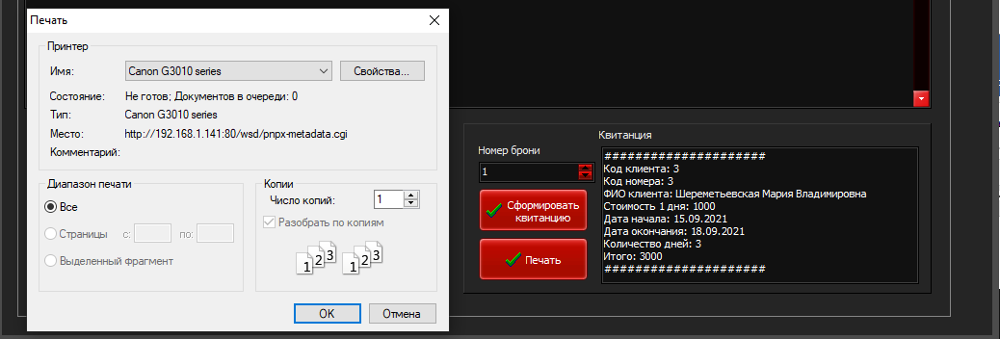 Печать
Принтер
Имя: Canon G3010 series Свойства...
Состояние: Не готов; Документов в очереди: 0
Тип: Canon G3010 series
Место: http://192.168.1.141:80/wsd/pnpx-metadata.cgi
Комментарий:
Диапазон печати
Все
Страницы с: по:
Выделенный фрагмент
Копии
Число копий: 1
Разобрать по копиям
1 2 3 1 2 3
OK Отмена
Номер брони
1
Сформировать
квитанцию
Печать
Квитанция
######################
Код клиента: 3
Код номера: 3
ФИО клиента: Шереметьевская Мария Владимировна
Стоимость 1 дня: 1000
Дата начала: 15.09.2021
Дата окончания: 18.09.2021
Количество дней: 3
Итого: 3000
######################